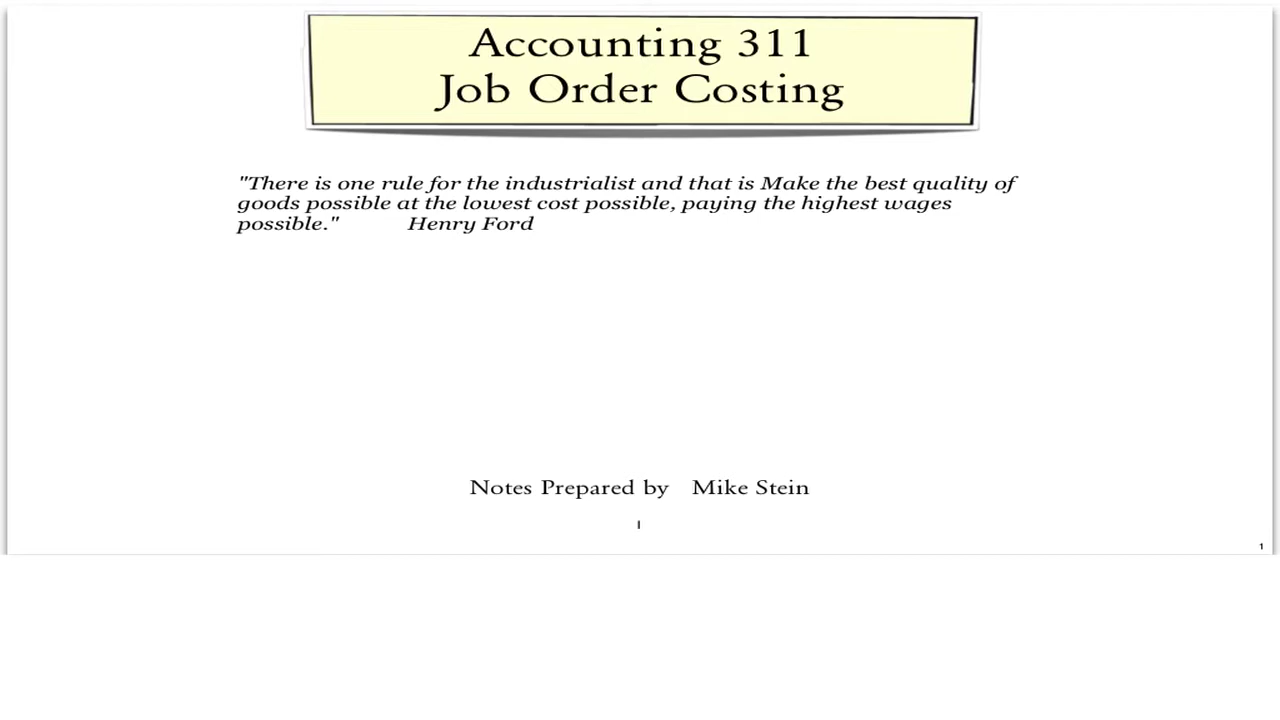 Accounting 311
Job Order Costing
"There is one rule for the industrialist and that is Make the best quality of
goods possible at the lowest cost possible, paying the highest wages
possible." Henry Ford
Notes Prepared by Mike Stein
1
1